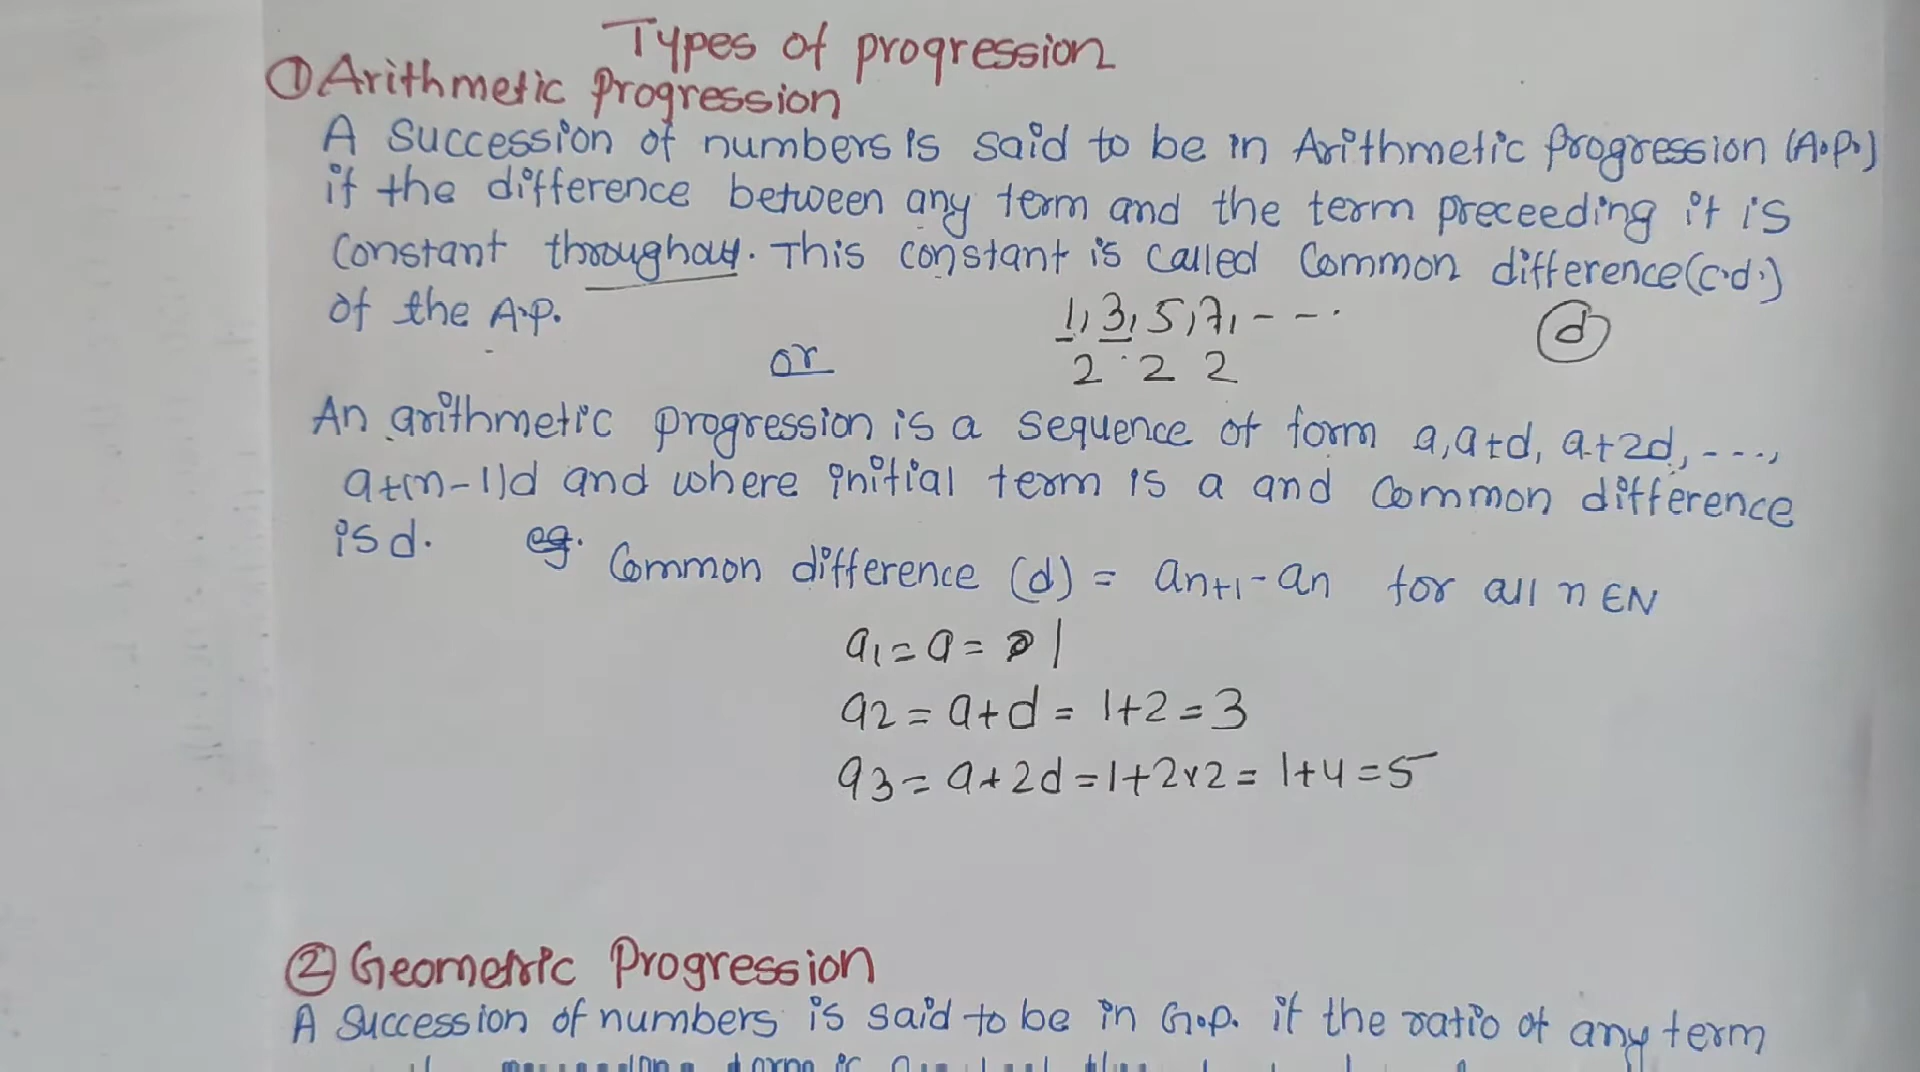 Types of progression
① Arithmetic Progression
A Succession of numbers is said to be in Arithmetic Progression (A.P.)
if the difference between any term and the term preceeding it is
Constant throughout. This constant is called Common difference (c.d.)
of the A.P.
1, 3, 5, 7, - - - .
d
or
2 2 2
An arithmetic progression is a sequence of form a, a+d, a+2d, ----,
a+(n-1)d and where initial term is a and common difference
is d. eg.
Common difference (d) = an+1 - an for all n ∈ N
a1 = a = 1
a2 = a+d = 1+2 = 3
a3 = a+2d = 1+2×2 = 1+4 = 5
② Geometric Progression
A Succession of numbers is said to be in G.P. if the ratio of any term